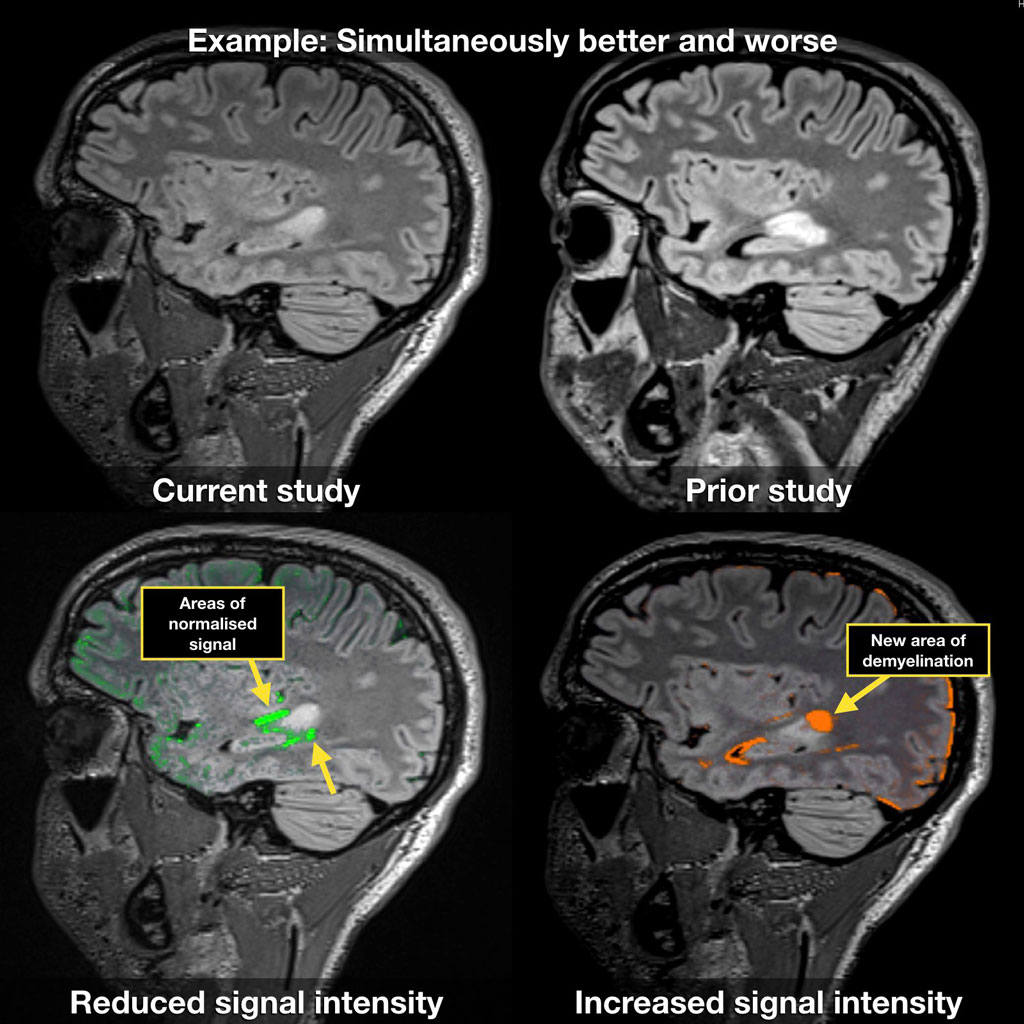 H
Example: Simultaneously better and worse
Current study
Prior study
Areas of
normalised
signal
New area of
demyelination
Reduced signal intensity
Increased signal intensity